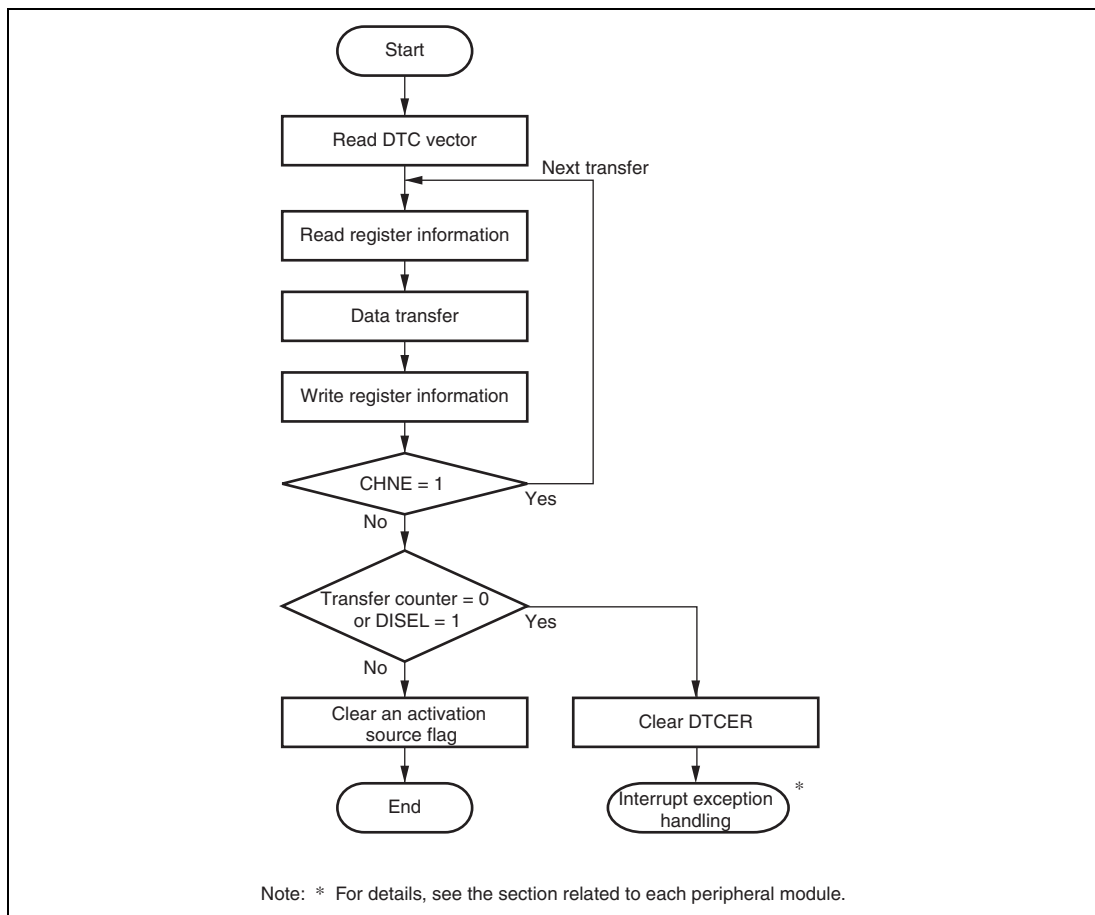 Start
Read DTC vector
Next transfer
Read register information
Data transfer
Write register information
CHNE = 1
Yes
No
Transfer counter = 0
or DISEL = 1
Yes
No
Clear an activation
source flag
Clear DTCER
End
Interrupt exception
handling
*
Note: * For details, see the section related to each peripheral module.